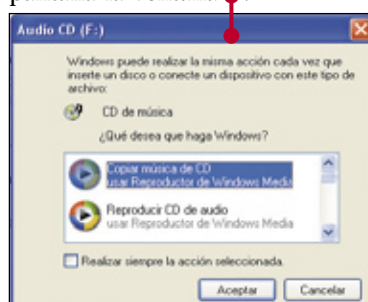 Audio CD (F:)
Windows puede realizar la misma acción cada vez que
inserte un disco o conecte un dispositivo con este tipo de
archivo:
CD de música
¿Qué desea que haga Windows?
Copiar música de CD
usar Reproductor de Windows Media
Reproducir CD de audio
usar Reproductor de Windows Media
Realizar siempre la acción seleccionada.
Aceptar
Cancelar